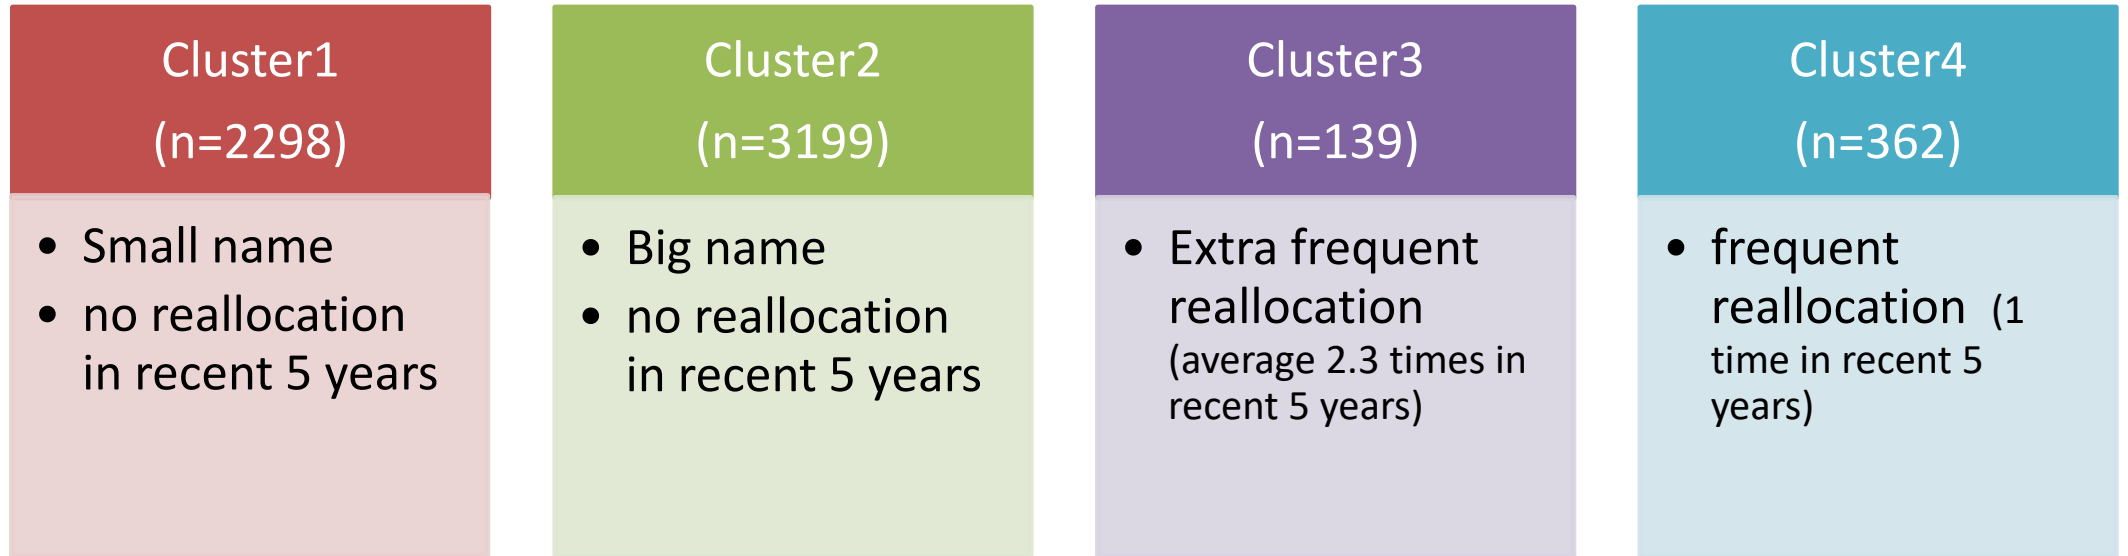 Cluster1
(n=2298)
• Small name
• no reallocation
in recent 5 years
Cluster2
(n=3199)
• Big name
• no reallocation
in recent 5 years
Cluster3
(n=139)
• Extra frequent
reallocation
(average 2.3 times in
recent 5 years)
Cluster4
(n=362)
• frequent
reallocation (1
time in recent 5
years)